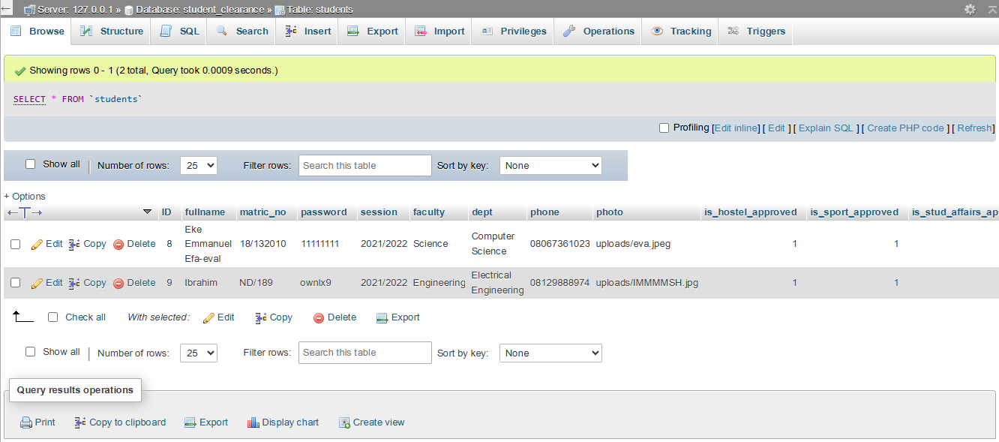 Server: 127.0.0.1 » Database: student_clearance » Table: students
Browse Structure SQL Search Insert Export Import Privileges Operations Tracking Triggers
Showing rows 0 - 1 (2 total, Query took 0.0009 seconds.)
SELECT * FROM `students`
Profiling [Edit inline] [ Edit ] [ Explain SQL ] [ Create PHP code ] [ Refresh]
Show all | Number of rows: 25 Filter rows: Search this table Sort by key: None
+ Options
←T→ ID fullname matric_no password session faculty dept phone photo is_hostel_approved is_sport_approved is_stud_affairs_ap
Edit Copy Delete 8 Eke Emmanuel Efa-eval 18/132010 11111111 2021/2022 Science Computer Science 08067361023 uploads/eva.jpeg 1 1
Edit Copy Delete 9 Ibrahim ND/189 ownlx9 2021/2022 Engineering Electrical Engineering 08129888974 uploads/IMMMMSH.jpg 1 1
Check all With selected: Edit Copy Delete Export
Show all | Number of rows: 25 Filter rows: Search this table Sort by key: None
Query results operations
Print Copy to clipboard Export Display chart Create view